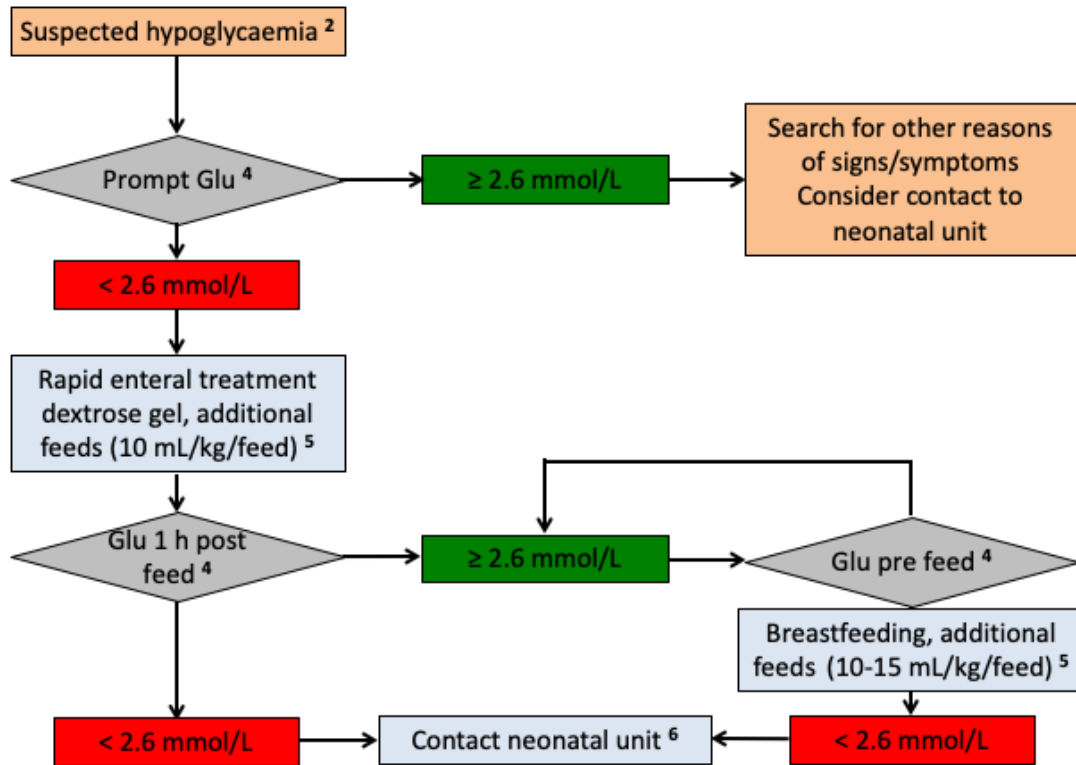 Suspected hypoglycaemia ²
Prompt Glu ⁴
≥ 2.6 mmol/L
Search for other reasons
of signs/symptoms
Consider contact to
neonatal unit
< 2.6 mmol/L
Rapid enteral treatment
dextrose gel, additional
feeds (10 mL/kg/feed) ⁵
Glu 1 h post
feed ⁴
≥ 2.6 mmol/L
Glu pre feed ⁴
Breastfeeding, additional
feeds (10-15 mL/kg/feed) ⁵
< 2.6 mmol/L
Contact neonatal unit ⁶
< 2.6 mmol/L